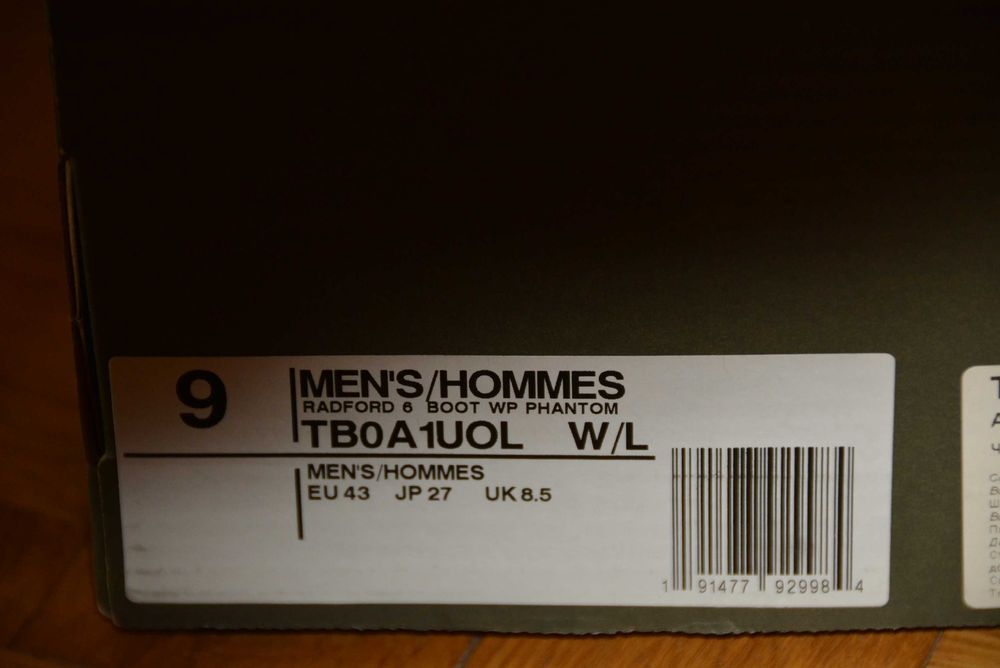 9
MEN'S/HOMMES
RADFORD 6 BOOT WP PHANTOM
TB0A1UOL W/L
MEN'S/HOMMES
EU 43 JP 27 UK 8.5
1 91477 92998 4